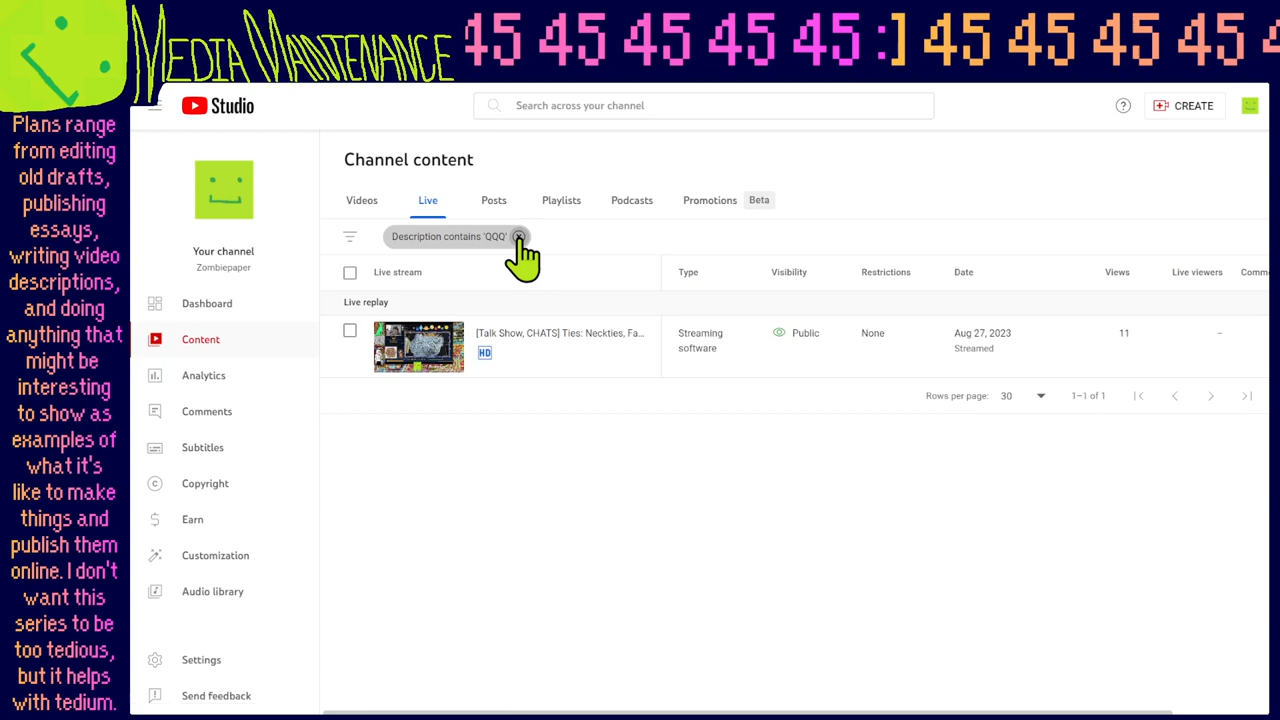 MEDIA MAINTENANCE
45 45 45 45 45 :] 45 45 45 45
Plans range
from editing
old drafts,
publishing
essays,
writing video
descriptions,
and doing
anything that
might be
interesting
to show as
examples of
what it's
like to make
things and
publish them
online. I don't
want this
series to be
too tedious,
but it helps
with tedium.
Studio
Search across your channel
CREATE
Your channel
Zombiepaper
Dashboard
Content
Analytics
Comments
Subtitles
Copyright
Earn
Customization
Audio library
Settings
Send feedback
Channel content
Videos Live Posts Playlists Podcasts Promotions Beta
Description contains 'QQQ'
Live stream Type Visibility Restrictions Date Views Live viewers Comme
Live replay
[Talk Show, CHATS] Ties: Neckties, Fa... Streaming software Public None Aug 27, 2023 11 –
HD Streamed
Rows per page: 30 1–1 of 1